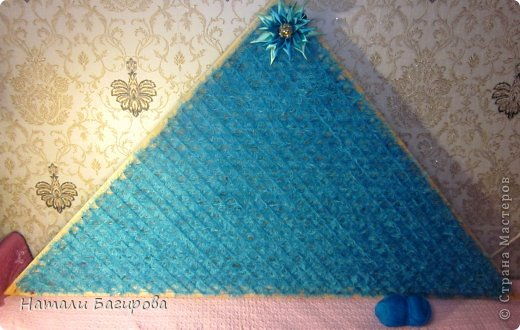 © Страна Мастеров
Натали Багирова